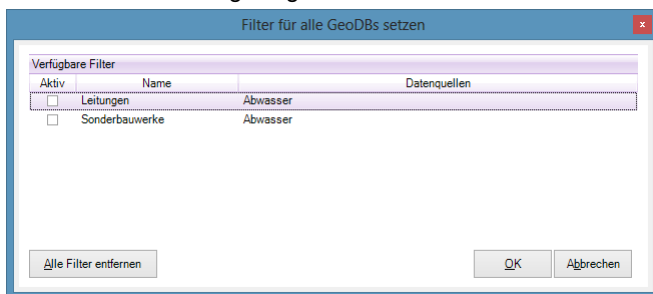 Filter für alle GeoDBs setzen
x
Verfügbare Filter
Aktiv Name Datenquellen
Leitungen Abwasser
Sonderbauwerke Abwasser
Alle Filter entfernen OK Abbrechen